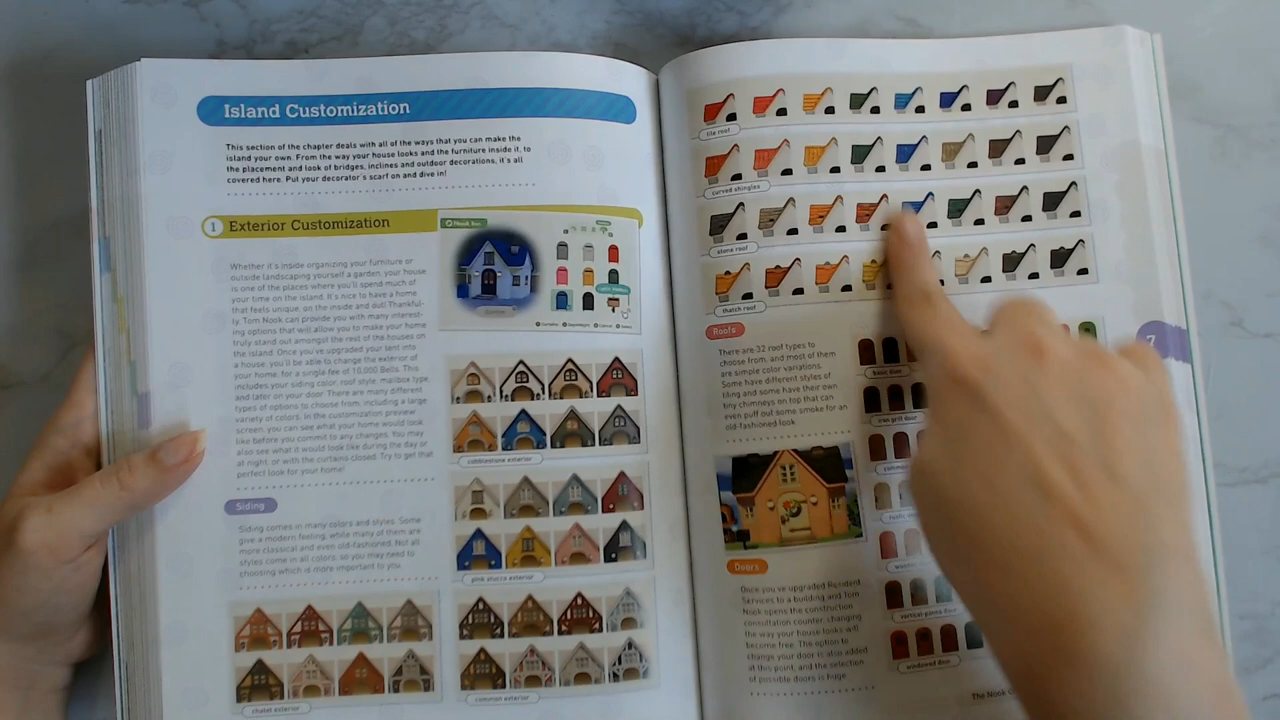 Island Customization
This section of the chapter deals with all of the ways that you can make the
island your own. From the way your house looks and the furniture inside it, to
the placement and look of bridges, inclines and outdoor decorations, it's all
covered here. Put your decorator's scarf on and dive in!
1 Exterior Customization
Whether it's inside organizing your furniture or
outside landscaping yourself a garden, your house
is one of the places where you'll spend much of
your time on the island. It's nice to have a home
that feels unique, on the inside and out! Thankful-
ly, Tom Nook can provide you with many interest-
ing options that will allow you to make your home
truly stand out amongst the rest of the houses on
the island. Once you've upgraded your tent into
a house, you'll be able to change the exterior of
your home, for a single fee of 10,000 Bells. This
includes your siding color, roof style, mailbox type,
and later on your door. There are many different
types of options to choose from, including a large
variety of colors. In the customization preview
screen, you can see what your home would look
like before you commit to any changes. You may
also see what it would look like during the day or
at night, or with the curtains closed. Try to get that
perfect look for your home!
Siding
Siding comes in many colors and styles. Some
give a modern feeling, while many of them are
more classical and even old-fashioned. Not all
styles come in all colors, so you may need to
choosing which is more important to you.
chalet exterior
cobblestone exterior
pink stucco exterior
common exterior
tile roof
curved shingles
stone roof
thatch roof
Roofs
There are 32 roof types to
choose from, and most of them
are simple color variations.
Some have different styles of
tiling and some have their own
tiny chimneys on top that can
even puff out some smoke for an
old-fashioned look.
Doors
Once you've upgraded Resident
Services to a building and Tom
Nook opens the construction
consultation counter, changing
the way your house looks will
become free. The option to
change your door is also added
at this point, and the selection
of possible doors is huge.
basic door
iron grill door
vertical-panes door
windowed door
7
The Nook